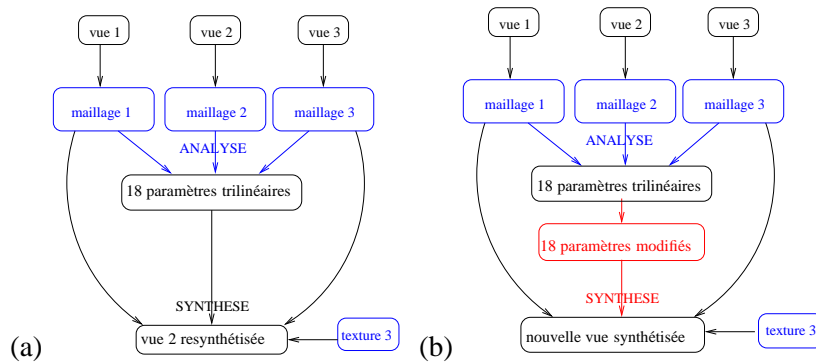 vue 1
vue 2
vue 3
maillage 1
maillage 2
maillage 3
ANALYSE
18 paramètres trilinéaires
SYNTHESE
vue 2 resynthétisée
texture 3
(a)
vue 1
vue 2
vue 3
maillage 1
maillage 2
maillage 3
ANALYSE
18 paramètres trilinéaires
18 paramètres modifiés
SYNTHESE
nouvelle vue synthétisée
texture 3
(b)